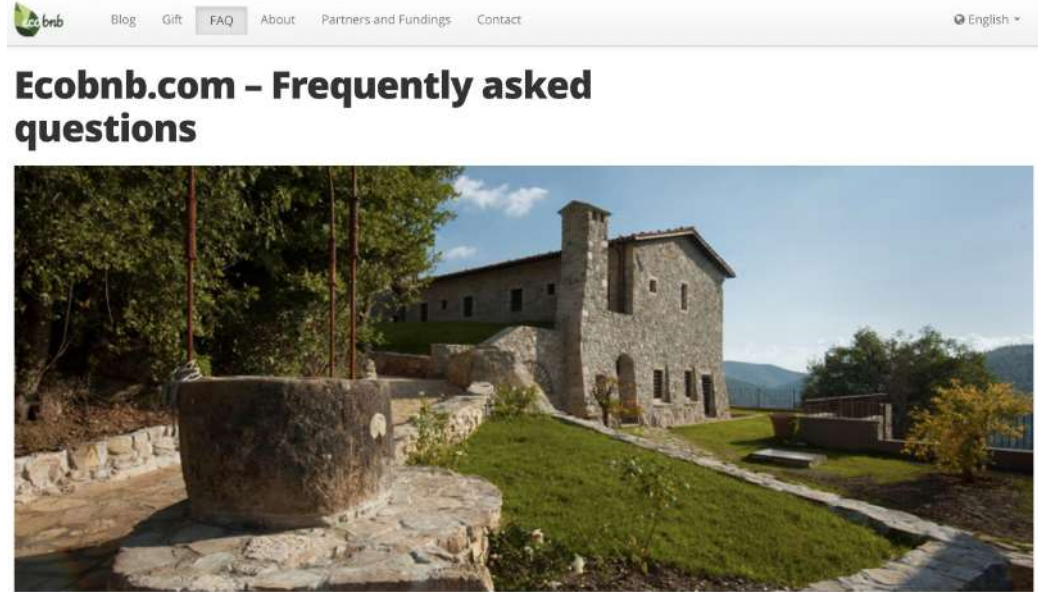 ecobnb
Blog
Gift
FAQ
About
Partners and Fundings
Contact
English
Ecobnb.com – Frequently asked
questions